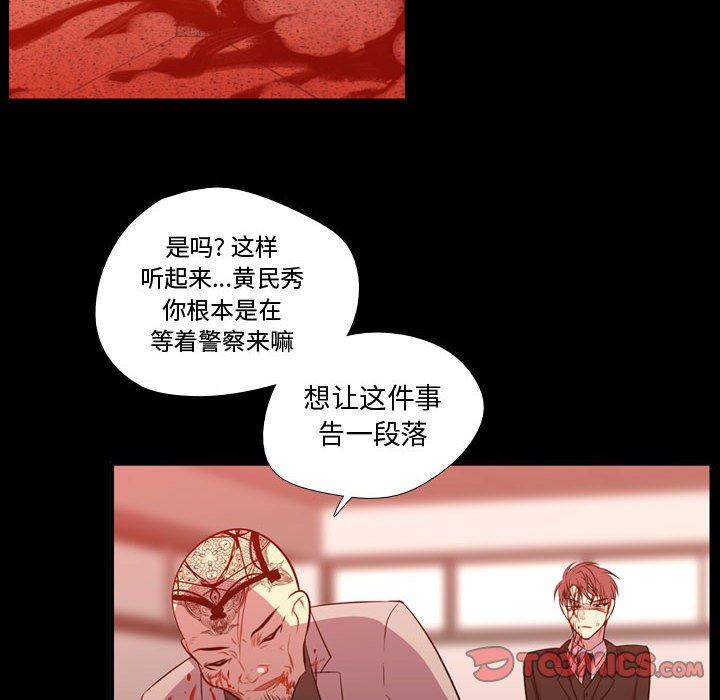 是吗? 这样
听起来...黄民秀
你根本是在
等着警察来嘛
想让这件事
告一段落
TOOMICS.COM